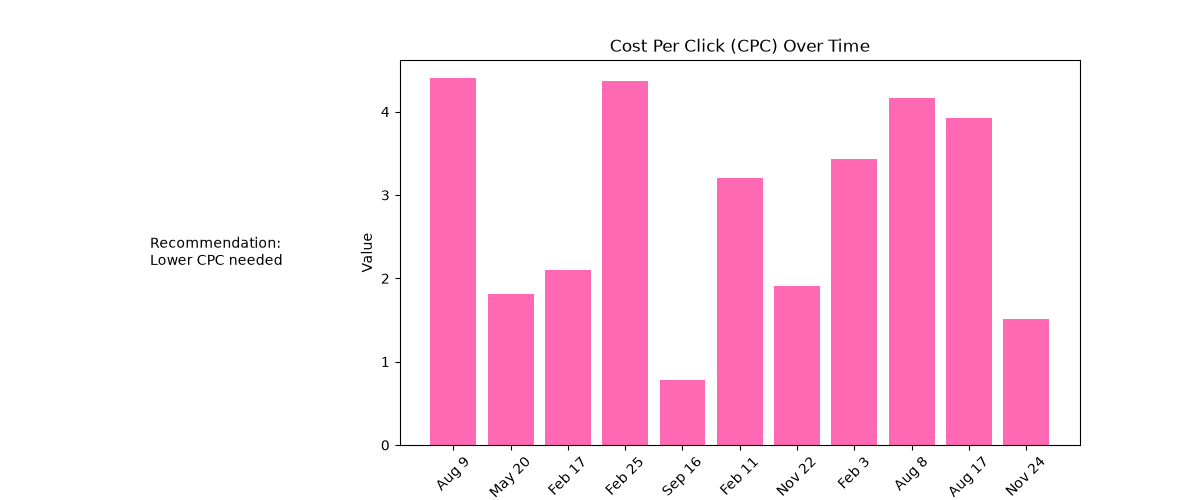 Cost Per Click (CPC) Over Time
Recommendation:
Lower CPC needed
Value
4
3
2
1
0
Aug 9
May 20
Feb 17
Feb 25
Sep 16
Feb 11
Nov 22
Feb 3
Aug 8
Aug 17
Nov 24